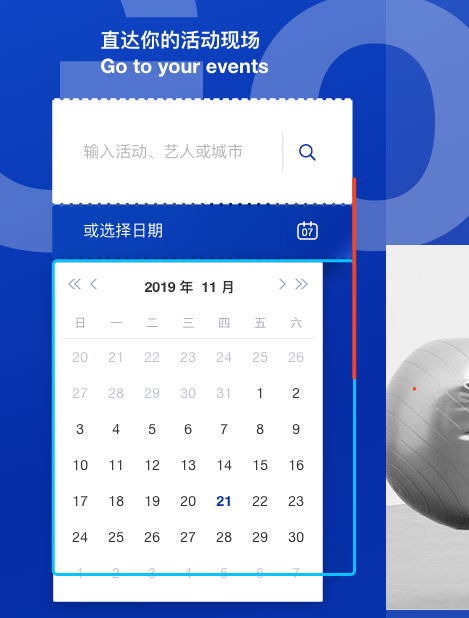 Go
直达你的活动现场
Go to your events
输入活动、艺人或城市
或选择日期
07
2019 年 11 月
日 一 二 三 四 五 六
20 21 22 23 24 25 26
27 28 29 30 31 1 2
3 4 5 6 7 8 9
10 11 12 13 14 15 16
17 18 19 20 21 22 23
24 25 26 27 28 29 30
1 2 3 4 5 6 7